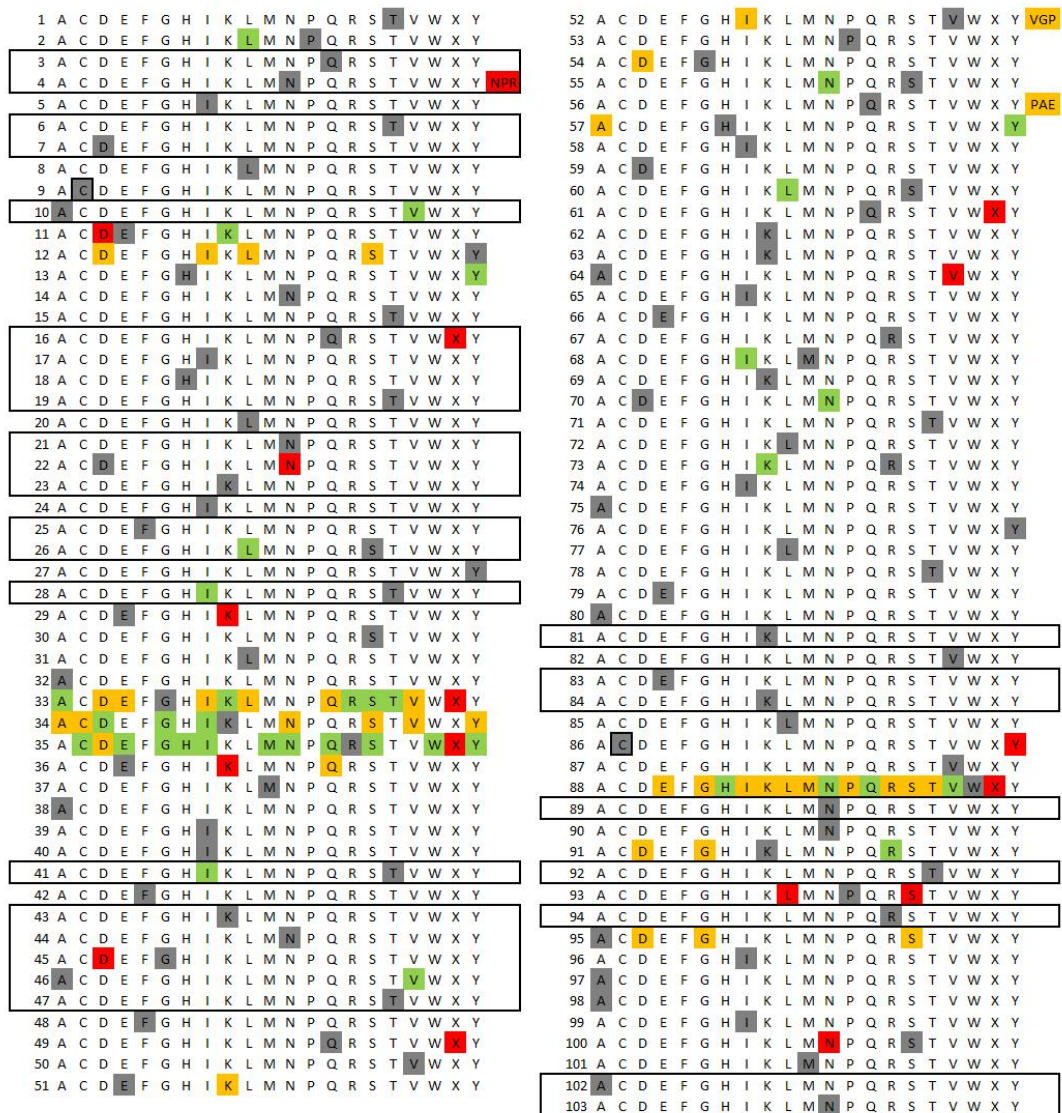 1 A C D E F G H I K L M N P Q R S T V W X Y
2 A C D E F G H I K L M N P Q R S T V W X Y
3 A C D E F G H I K L M N P Q R S T V W X Y
4 A C D E F G H I K L M N P Q R S T V W X Y NPR
5 A C D E F G H I K L M N P Q R S T V W X Y
6 A C D E F G H I K L M N P Q R S T V W X Y
7 A C D E F G H I K L M N P Q R S T V W X Y
8 A C D E F G H I K L M N P Q R S T V W X Y
9 A C D E F G H I K L M N P Q R S T V W X Y
10 A C D E F G H I K L M N P Q R S T V W X Y
11 A C D E F G H I K L M N P Q R S T V W X Y
12 A C D E F G H I K L M N P Q R S T V W X Y
13 A C D E F G H I K L M N P Q R S T V W X Y
14 A C D E F G H I K L M N P Q R S T V W X Y
15 A C D E F G H I K L M N P Q R S T V W X Y
16 A C D E F G H I K L M N P Q R S T V W X Y
17 A C D E F G H I K L M N P Q R S T V W X Y
18 A C D E F G H I K L M N P Q R S T V W X Y
19 A C D E F G H I K L M N P Q R S T V W X Y
20 A C D E F G H I K L M N P Q R S T V W X Y
21 A C D E F G H I K L M N P Q R S T V W X Y
22 A C D E F G H I K L M N P Q R S T V W X Y
23 A C D E F G H I K L M N P Q R S T V W X Y
24 A C D E F G H I K L M N P Q R S T V W X Y
25 A C D E F G H I K L M N P Q R S T V W X Y
26 A C D E F G H I K L M N P Q R S T V W X Y
27 A C D E F G H I K L M N P Q R S T V W X Y
28 A C D E F G H I K L M N P Q R S T V W X Y
29 A C D E F G H I K L M N P Q R S T V W X Y
30 A C D E F G H I K L M N P Q R S T V W X Y
31 A C D E F G H I K L M N P Q R S T V W X Y
32 A C D E F G H I K L M N P Q R S T V W X Y
33 A C D E F G H I K L M N P Q R S T V W X Y
34 A C D E F G H I K L M N P Q R S T V W X Y
35 A C D E F G H I K L M N P Q R S T V W X Y
36 A C D E F G H I K L M N P Q R S T V W X Y
37 A C D E F G H I K L M N P Q R S T V W X Y
38 A C D E F G H I K L M N P Q R S T V W X Y
39 A C D E F G H I K L M N P Q R S T V W X Y
40 A C D E F G H I K L M N P Q R S T V W X Y
41 A C D E F G H I K L M N P Q R S T V W X Y
42 A C D E F G H I K L M N P Q R S T V W X Y
43 A C D E F G H I K L M N P Q R S T V W X Y
44 A C D E F G H I K L M N P Q R S T V W X Y
45 A C D E F G H I K L M N P Q R S T V W X Y
46 A C D E F G H I K L M N P Q R S T V W X Y
47 A C D E F G H I K L M N P Q R S T V W X Y
48 A C D E F G H I K L M N P Q R S T V W X Y
49 A C D E F G H I K L M N P Q R S T V W X Y
50 A C D E F G H I K L M N P Q R S T V W X Y
51 A C D E F G H I K L M N P Q R S T V W X Y
52 A C D E F G H I K L M N P Q R S T V W X Y VGP
53 A C D E F G H I K L M N P Q R S T V W X Y
54 A C D E F G H I K L M N P Q R S T V W X Y
55 A C D E F G H I K L M N P Q R S T V W X Y
56 A C D E F G H I K L M N P Q R S T V W X Y PAE
57 A C D E F G H I K L M N P Q R S T V W X Y
58 A C D E F G H I K L M N P Q R S T V W X Y
59 A C D E F G H I K L M N P Q R S T V W X Y
60 A C D E F G H I K L M N P Q R S T V W X Y
61 A C D E F G H I K L M N P Q R S T V W X Y
62 A C D E F G H I K L M N P Q R S T V W X Y
63 A C D E F G H I K L M N P Q R S T V W X Y
64 A C D E F G H I K L M N P Q R S T V W X Y
65 A C D E F G H I K L M N P Q R S T V W X Y
66 A C D E F G H I K L M N P Q R S T V W X Y
67 A C D E F G H I K L M N P Q R S T V W X Y
68 A C D E F G H I K L M N P Q R S T V W X Y
69 A C D E F G H I K L M N P Q R S T V W X Y
70 A C D E F G H I K L M N P Q R S T V W X Y
71 A C D E F G H I K L M N P Q R S T V W X Y
72 A C D E F G H I K L M N P Q R S T V W X Y
73 A C D E F G H I K L M N P Q R S T V W X Y
74 A C D E F G H I K L M N P Q R S T V W X Y
75 A C D E F G H I K L M N P Q R S T V W X Y
76 A C D E F G H I K L M N P Q R S T V W X Y
77 A C D E F G H I K L M N P Q R S T V W X Y
78 A C D E F G H I K L M N P Q R S T V W X Y
79 A C D E F G H I K L M N P Q R S T V W X Y
80 A C D E F G H I K L M N P Q R S T V W X Y
81 A C D E F G H I K L M N P Q R S T V W X Y
82 A C D E F G H I K L M N P Q R S T V W X Y
83 A C D E F G H I K L M N P Q R S T V W X Y
84 A C D E F G H I K L M N P Q R S T V W X Y
85 A C D E F G H I K L M N P Q R S T V W X Y
86 A C D E F G H I K L M N P Q R S T V W X Y
87 A C D E F G H I K L M N P Q R S T V W X Y
88 A C D E F G H I K L M N P Q R S T V W X Y
89 A C D E F G H I K L M N P Q R S T V W X Y
90 A C D E F G H I K L M N P Q R S T V W X Y
91 A C D E F G H I K L M N P Q R S T V W X Y
92 A C D E F G H I K L M N P Q R S T V W X Y
93 A C D E F G H I K L M N P Q R S T V W X Y
94 A C D E F G H I K L M N P Q R S T V W X Y
95 A C D E F G H I K L M N P Q R S T V W X Y
96 A C D E F G H I K L M N P Q R S T V W X Y
97 A C D E F G H I K L M N P Q R S T V W X Y
98 A C D E F G H I K L M N P Q R S T V W X Y
99 A C D E F G H I K L M N P Q R S T V W X Y
100 A C D E F G H I K L M N P Q R S T V W X Y
101 A C D E F G H I K L M N P Q R S T V W X Y
102 A C D E F G H I K L M N P Q R S T V W X Y
103 A C D E F G H I K L M N P Q R S T V W X Y